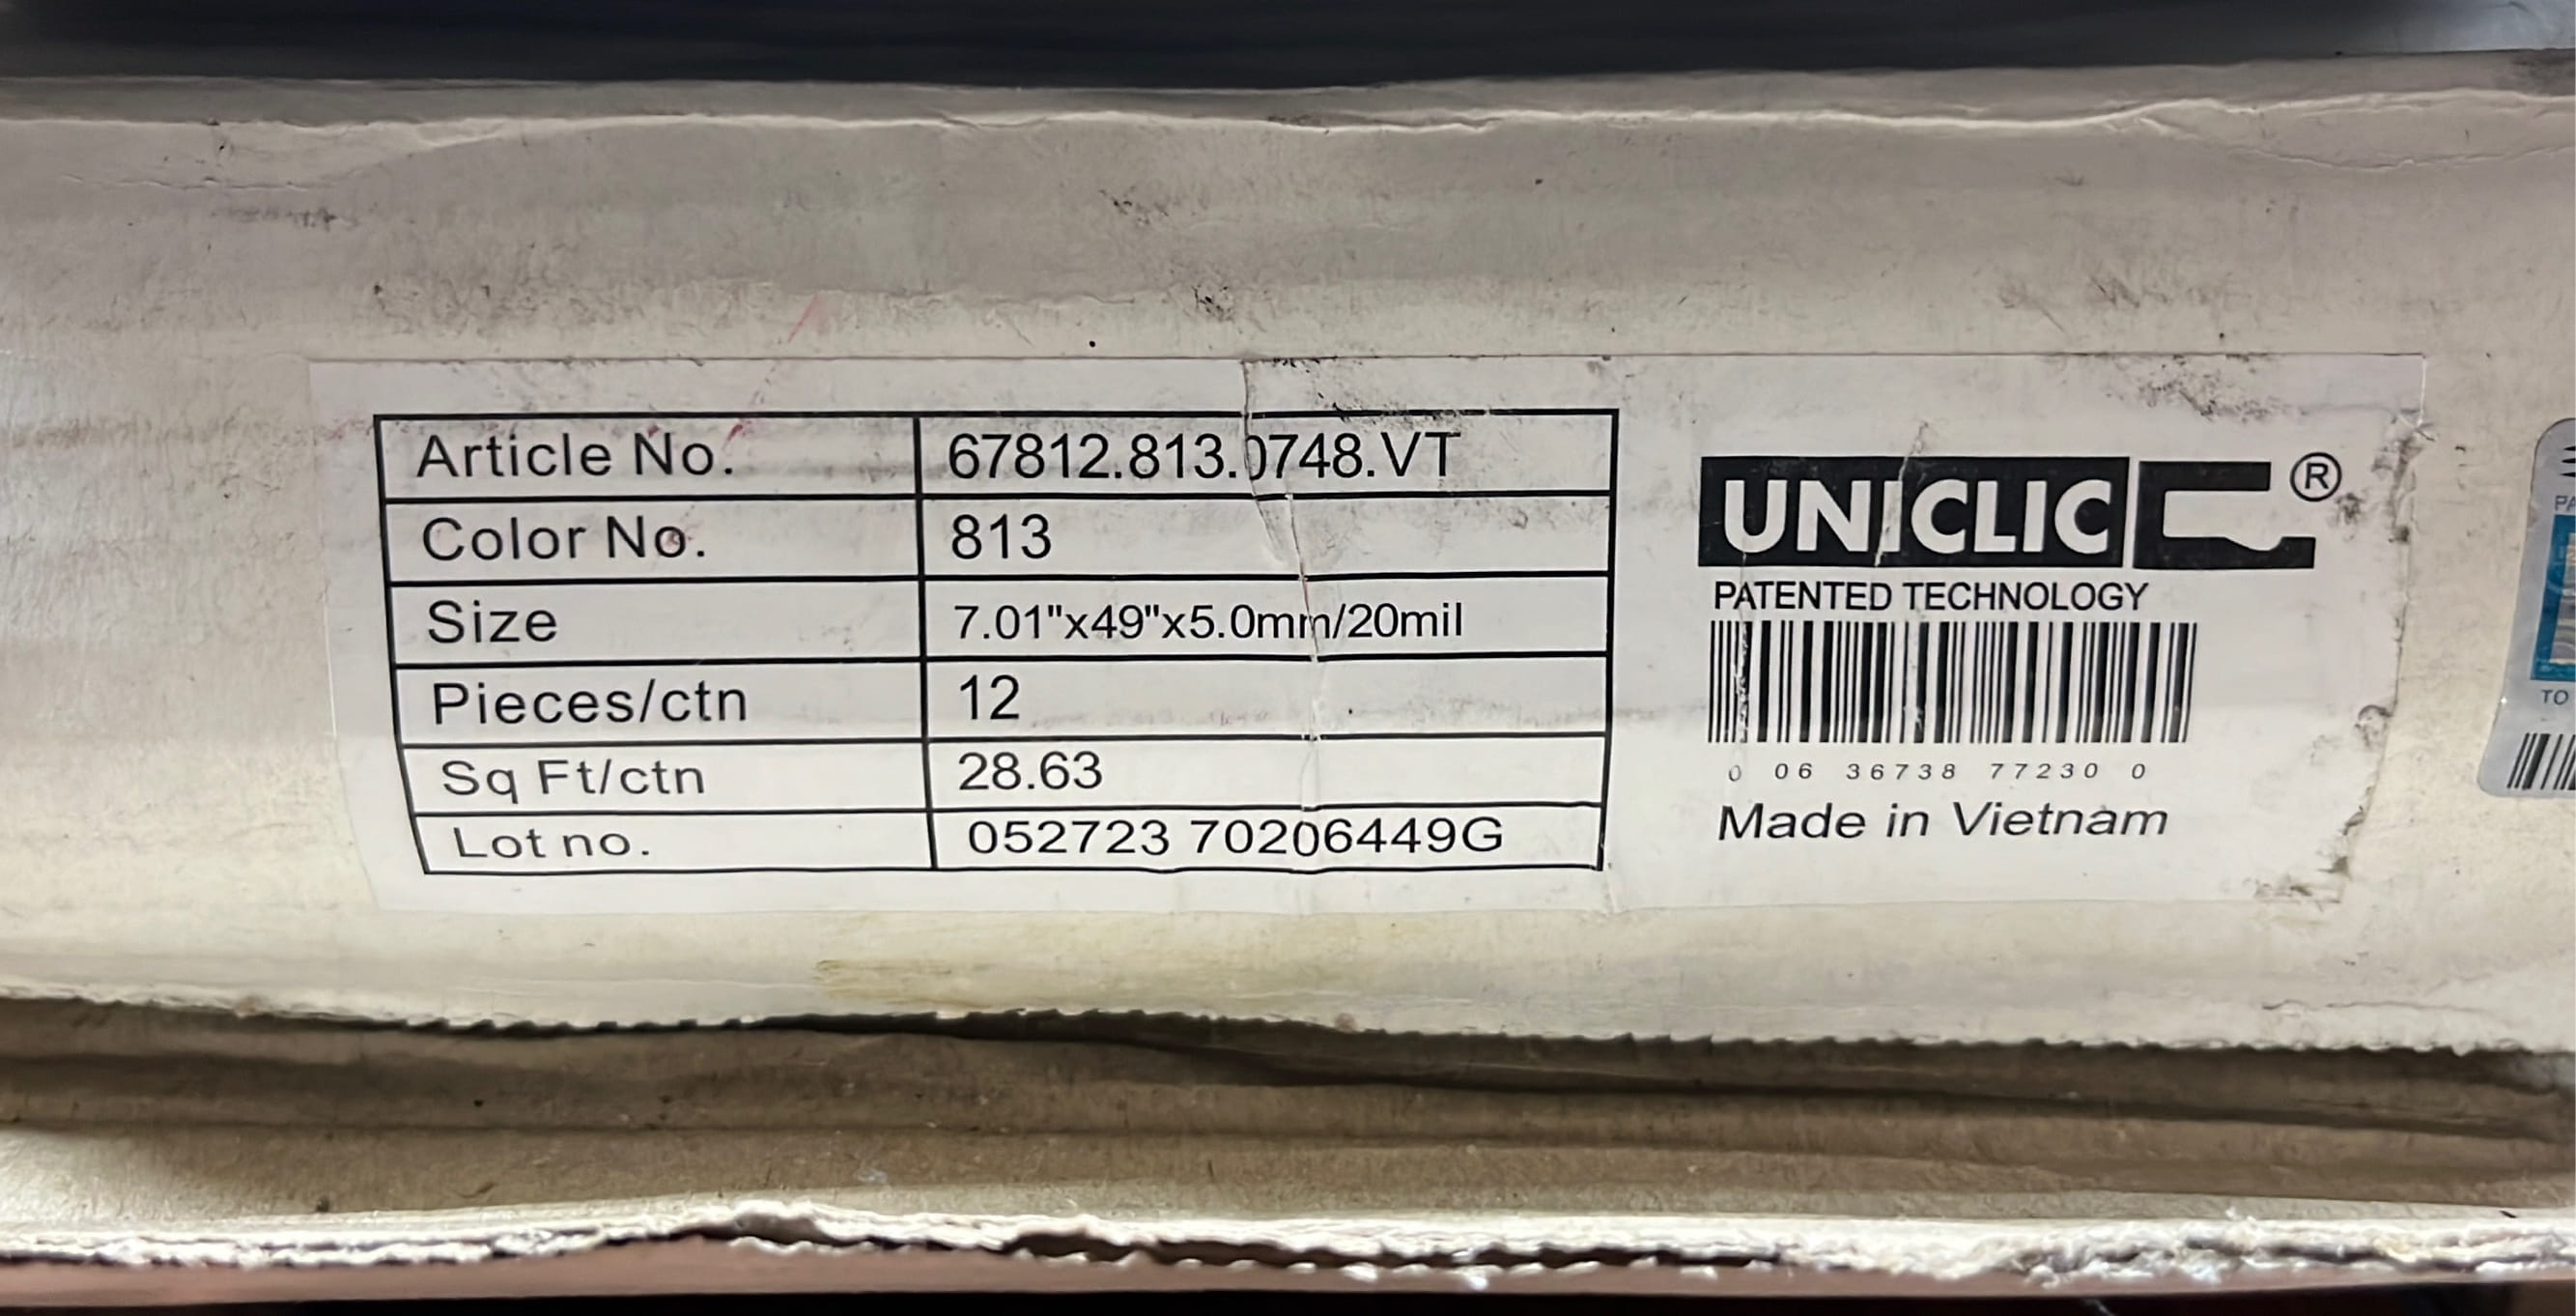 Article No. 67812.813.0748.VT
Color No. 813
Size 7.01"x49"x5.0mm/20mil
Pieces/ctn 12
Sq Ft/ctn 28.63
Lot no. 052723 70206449G
UNICLIC ®
PATENTED TECHNOLOGY
0 06 36738 77230 0
Made in Vietnam
PA
TO